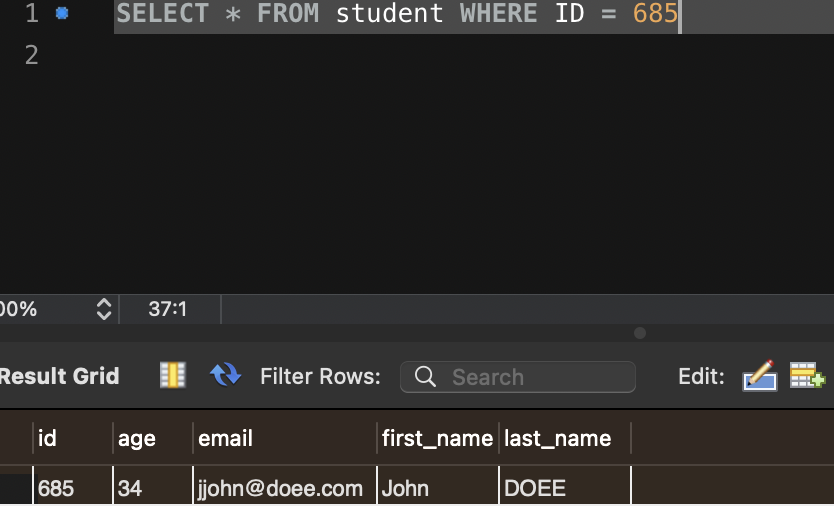 1 SELECT * FROM student WHERE ID = 685
2
00% 37:1
Result Grid Filter Rows: Search Edit:
id age email first_name last_name
685 34 jjohn@doee.com John DOEE